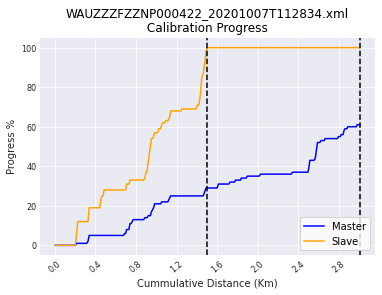 WAUZZZFZZNP000422_20201007T112834.xml
Calibration Progress
Progress %
100
80
60
40
20
0
0.0
0.4
0.8
1.2
1.6
2.0
2.4
2.8
Cummulative Distance (Km)
Master
Slave